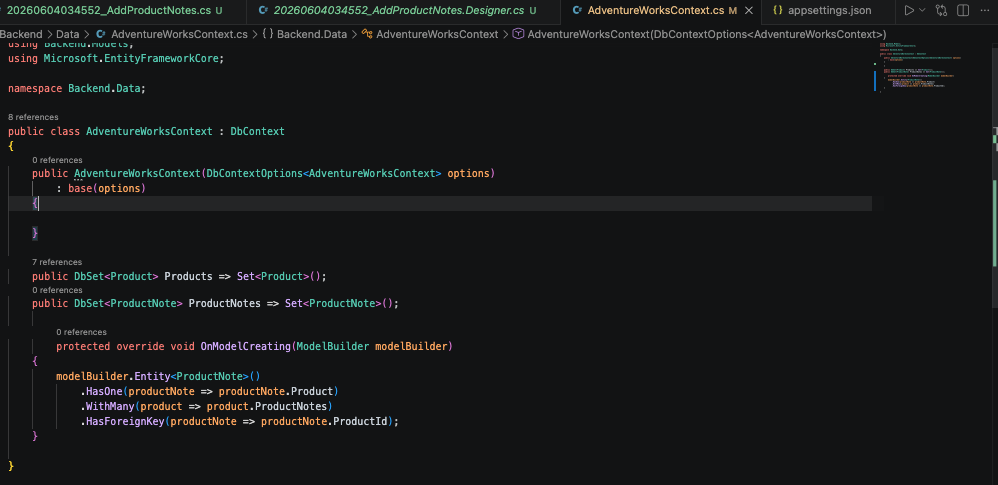 20260604034552_AddProductNotes.cs U
C# 20260604034552_AddProductNotes.Designer.cs U
C# AdventureWorksContext.cs M
{} appsettings.json
Backend > Data > C# AdventureWorksContext.cs > {} Backend.Data > AdventureWorksContext > AdventureWorksContext(DbContextOptions<AdventureWorksContext>)
using Backend.Models;
using Microsoft.EntityFrameworkCore;
namespace Backend.Data;
8 references
public class AdventureWorksContext : DbContext
{
0 references
public AdventureWorksContext(DbContextOptions<AdventureWorksContext> options)
: base(options)
{
}
7 references
public DbSet<Product> Products => Set<Product>();
0 references
public DbSet<ProductNote> ProductNotes => Set<ProductNote>();
0 references
protected override void OnModelCreating(ModelBuilder modelBuilder)
{
modelBuilder.Entity<ProductNote>()
.HasOne(productNote => productNote.Product)
.WithMany(product => product.ProductNotes)
.HasForeignKey(productNote => productNote.ProductId);
}
}